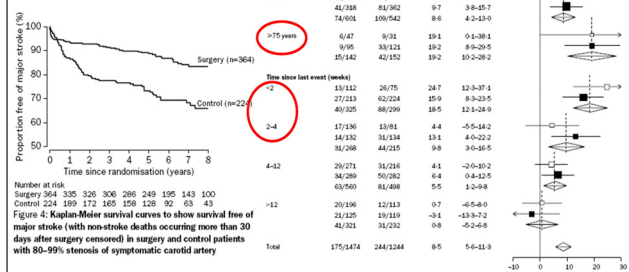 Proportion free of major stroke (%)
100
90
80
70
60
50
Surgery (n=364)
Control (n=224)
0 1 2 3 4 5 6 7 8
Time since randomisation (years)
Number at risk
Surgery 364 335 326 306 286 249 195 143 100
Control 224 189 172 165 158 128 92 63 43
Figure 4: Kaplan-Meier survival curves to show survival free of
major stroke (with non-stroke deaths occurring more than 30
days after surgery censored) in surgery and control patients
with 80–99% stenosis of symptomatic carotid artery
41/318 81/362 9·7 3·8–15·7
74/601 109/542 8·6 4·2–13·0
>75 years
6/47 9/31 19·1 0·1–38·1
9/95 33/121 19·2 8·9–29·5
15/142 42/152 19·2 10·2–28·2
Time since last event (weeks)
<2
13/112 26/75 24·7 12·3–37·1
27/213 62/224 15·9 8·3–23·5
40/325 88/299 18·5 12·1–24·9
2–4
17/136 13/81 4·4 –5·5–14·2
14/132 31/134 13·1 4·0–22·2
31/268 44/215 9·8 3·0–16·5
4–12
29/271 31/216 4·1 –2·0–10·2
34/289 50/282 6·4 0·4–12·5
63/560 81/498 5·5 1·2–9·8
>12
20/196 12/113 0·7 –6·5–8·0
21/125 19/119 –3·1 –13·3–7·2
41/321 31/232 0·8 –5·2–6·8
Total 175/1474 244/1244 8·5 5·6–11·3
–10 0 10 20 30